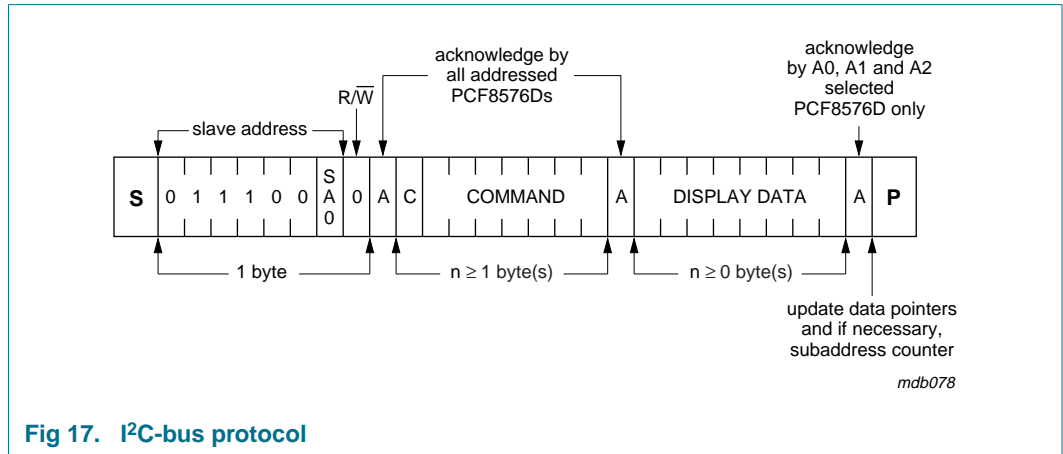 acknowledge by
all addressed
PCF8576Ds
acknowledge
by A0, A1 and A2
selected
PCF8576D only
R/W̅
slave address
S 0 1 1 1 0 0 SA0 0 A C COMMAND A DISPLAY DATA A P
1 byte
n ≥ 1 byte(s)
n ≥ 0 byte(s)
update data pointers
and if necessary,
subaddress counter
mdb078
Fig 17. I²C-bus protocol